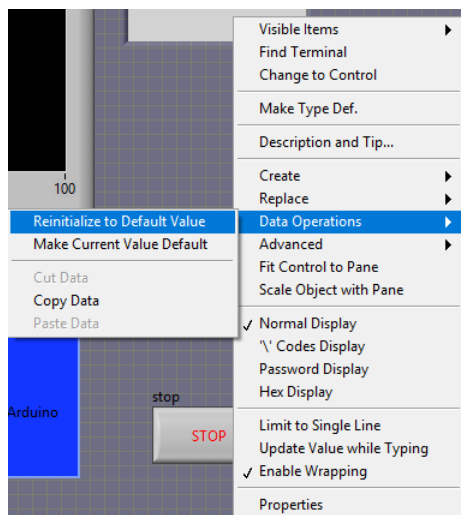 Visible Items
Find Terminal
Change to Control
Make Type Def.
Description and Tip...
Create
Replace
Data Operations
Advanced
Fit Control to Pane
Scale Object with Pane
Normal Display
'\' Codes Display
Password Display
Hex Display
Limit to Single Line
Update Value while Typing
Enable Wrapping
Properties
100
Reinitialize to Default Value
Make Current Value Default
Cut Data
Copy Data
Paste Data
Arduino
stop
STOP